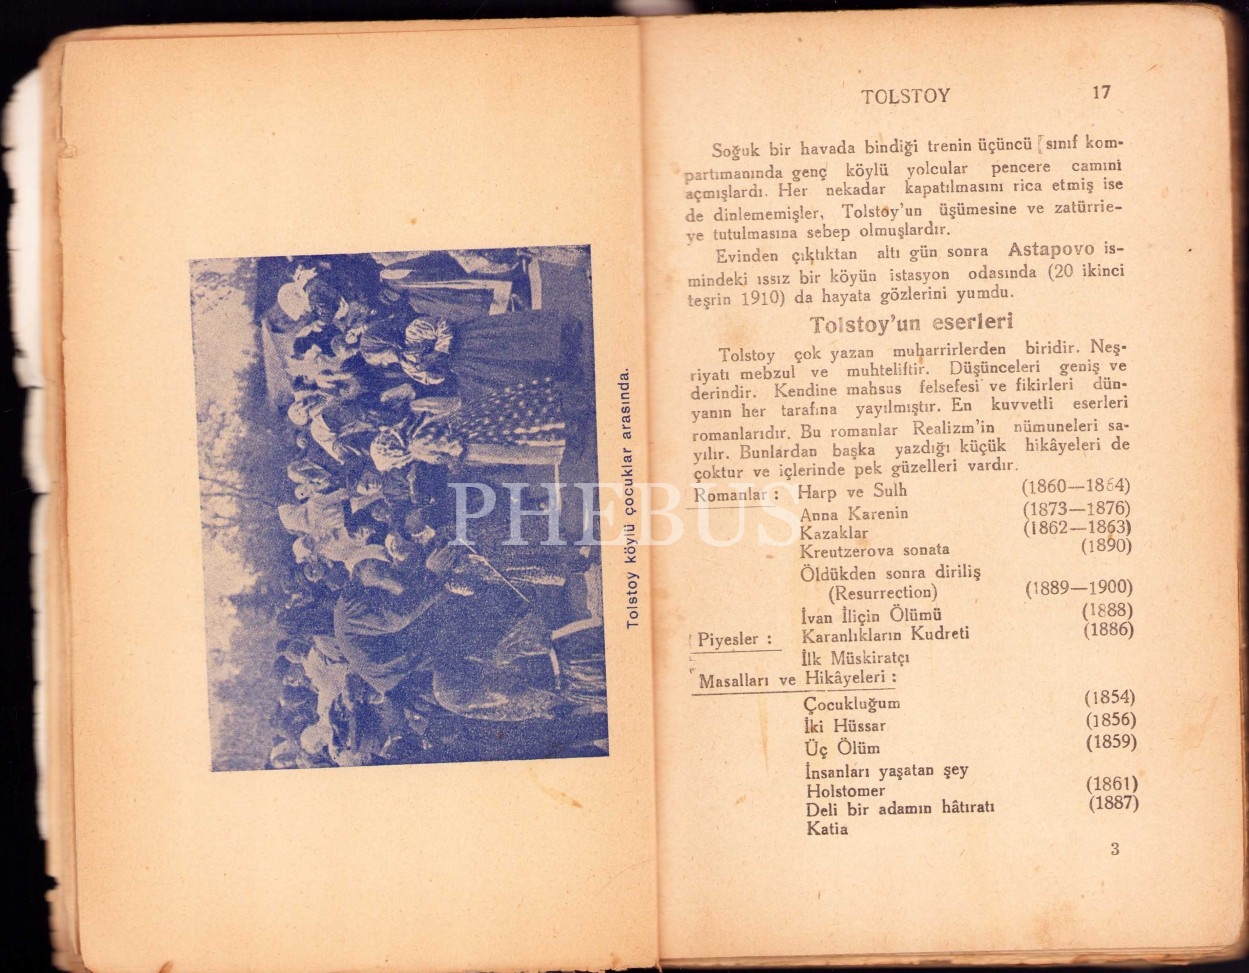 Tolstoy köylü çocuklar arasında.
PHEBUS
TOLSTOY 17
Soğuk bir havada bindiği trenin üçüncü sınıf kom-
partımanında genç köylü yolcular pencere camını
açmışlardı. Her nekadar kapatılmasını rica etmiş ise
de dinlememişler, Tolstoy'un üşümesine ve zatürrie-
ye tutulmasına sebep olmuşlardır.
Evinden çıktıktan altı gün sonra Astapovo is-
mindeki ıssız bir köyün istasyon odasında (20 ikinci
teşrin 1910) da hayata gözlerini yumdu.
Tolstoy'un eserleri
Tolstoy çok yazan muharrirlerden biridir. Neş-
riyatı mebzul ve muhteliftir. Düşünceleri geniş ve
derindir. Kendine mahsus felsefesi ve fikirleri dün-
yanın her tarafına yayılmıştır. En kuvvetli eserleri
romanlarıdır. Bu romanlar Realizm'in nümuneleri sa-
yılır. Bunlardan başka yazdığı küçük hikâyeleri de
çoktur ve içlerinde pek güzelleri vardır.
Romanlar : Harp ve Sulh (1860—1864)
Anna Karenin (1873—1876)
Kazaklar (1862—1863)
Kreutzerova sonata (1890)
Öldükden sonra diriliş
(Resurrection) (1889—1900)
İvan İliçin Ölümü (1888)
Piyesler : Karanlıkların Kudreti (1886)
İlk Müskiratçı
Masalları ve Hikâyeleri :
Çocukluğum (1854)
İki Hüssar (1856)
Üç Ölüm (1859)
İnsanları yaşatan şey
Holstomer (1861)
Deli bir adamın hâtıratı (1887)
Katia
3